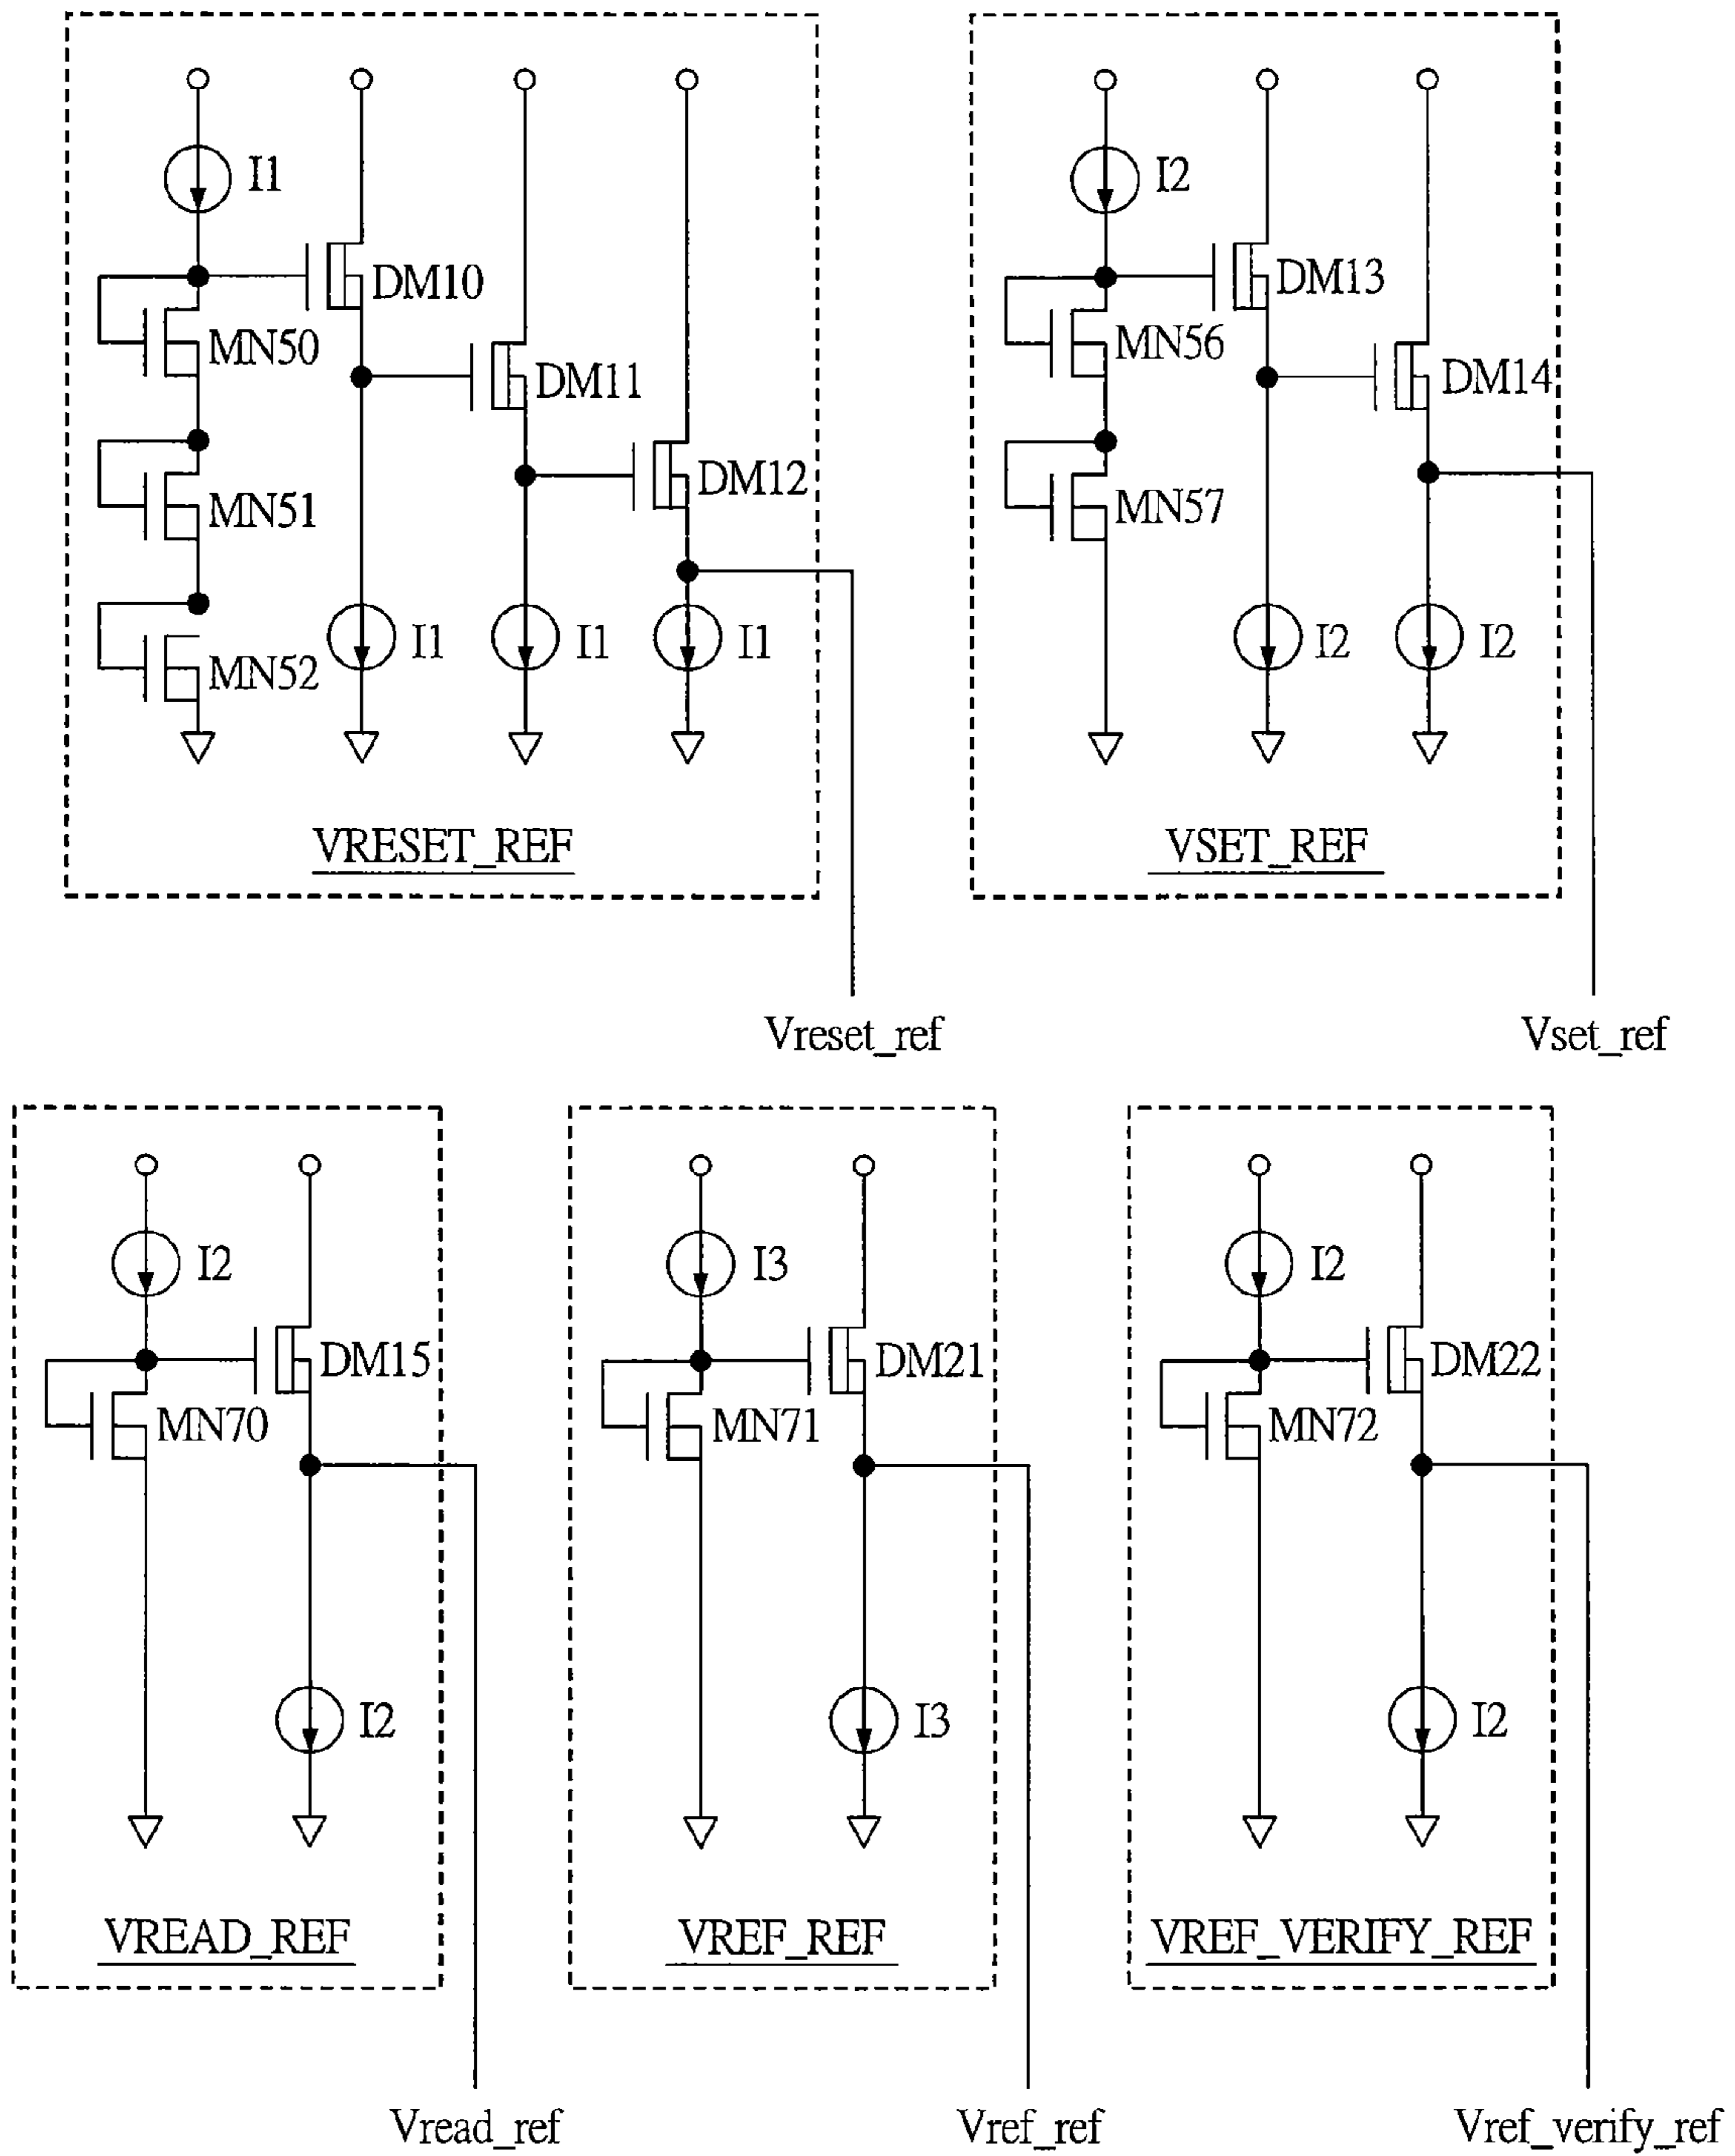 I1
I2
DM10
DM13
MN50
MN56
DM11
DM14
DM12
MN51
MN57
I1
I1
I1
I2
I2
MN52
VRESET_REF
VSET_REF
Vreset_ref
Vset_ref
I2
I3
I2
DM15
DM21
DM22
MN70
MN71
MN72
I2
I3
I2
VREAD_REF
VREF_REF
VREF_VERIFY_REF
Vread_ref
Vref_ref
Vref_verify_ref